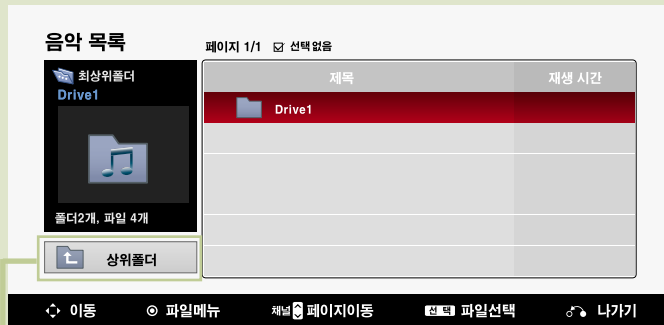 음악 목록
페이지 1/1 ☑ 선택없음
최상위폴더
Drive1
제목 재생 시간
Drive1
폴더2개, 파일 4개
상위폴더
이동 파일메뉴 채널 페이지이동 선택 파일선택 나가기